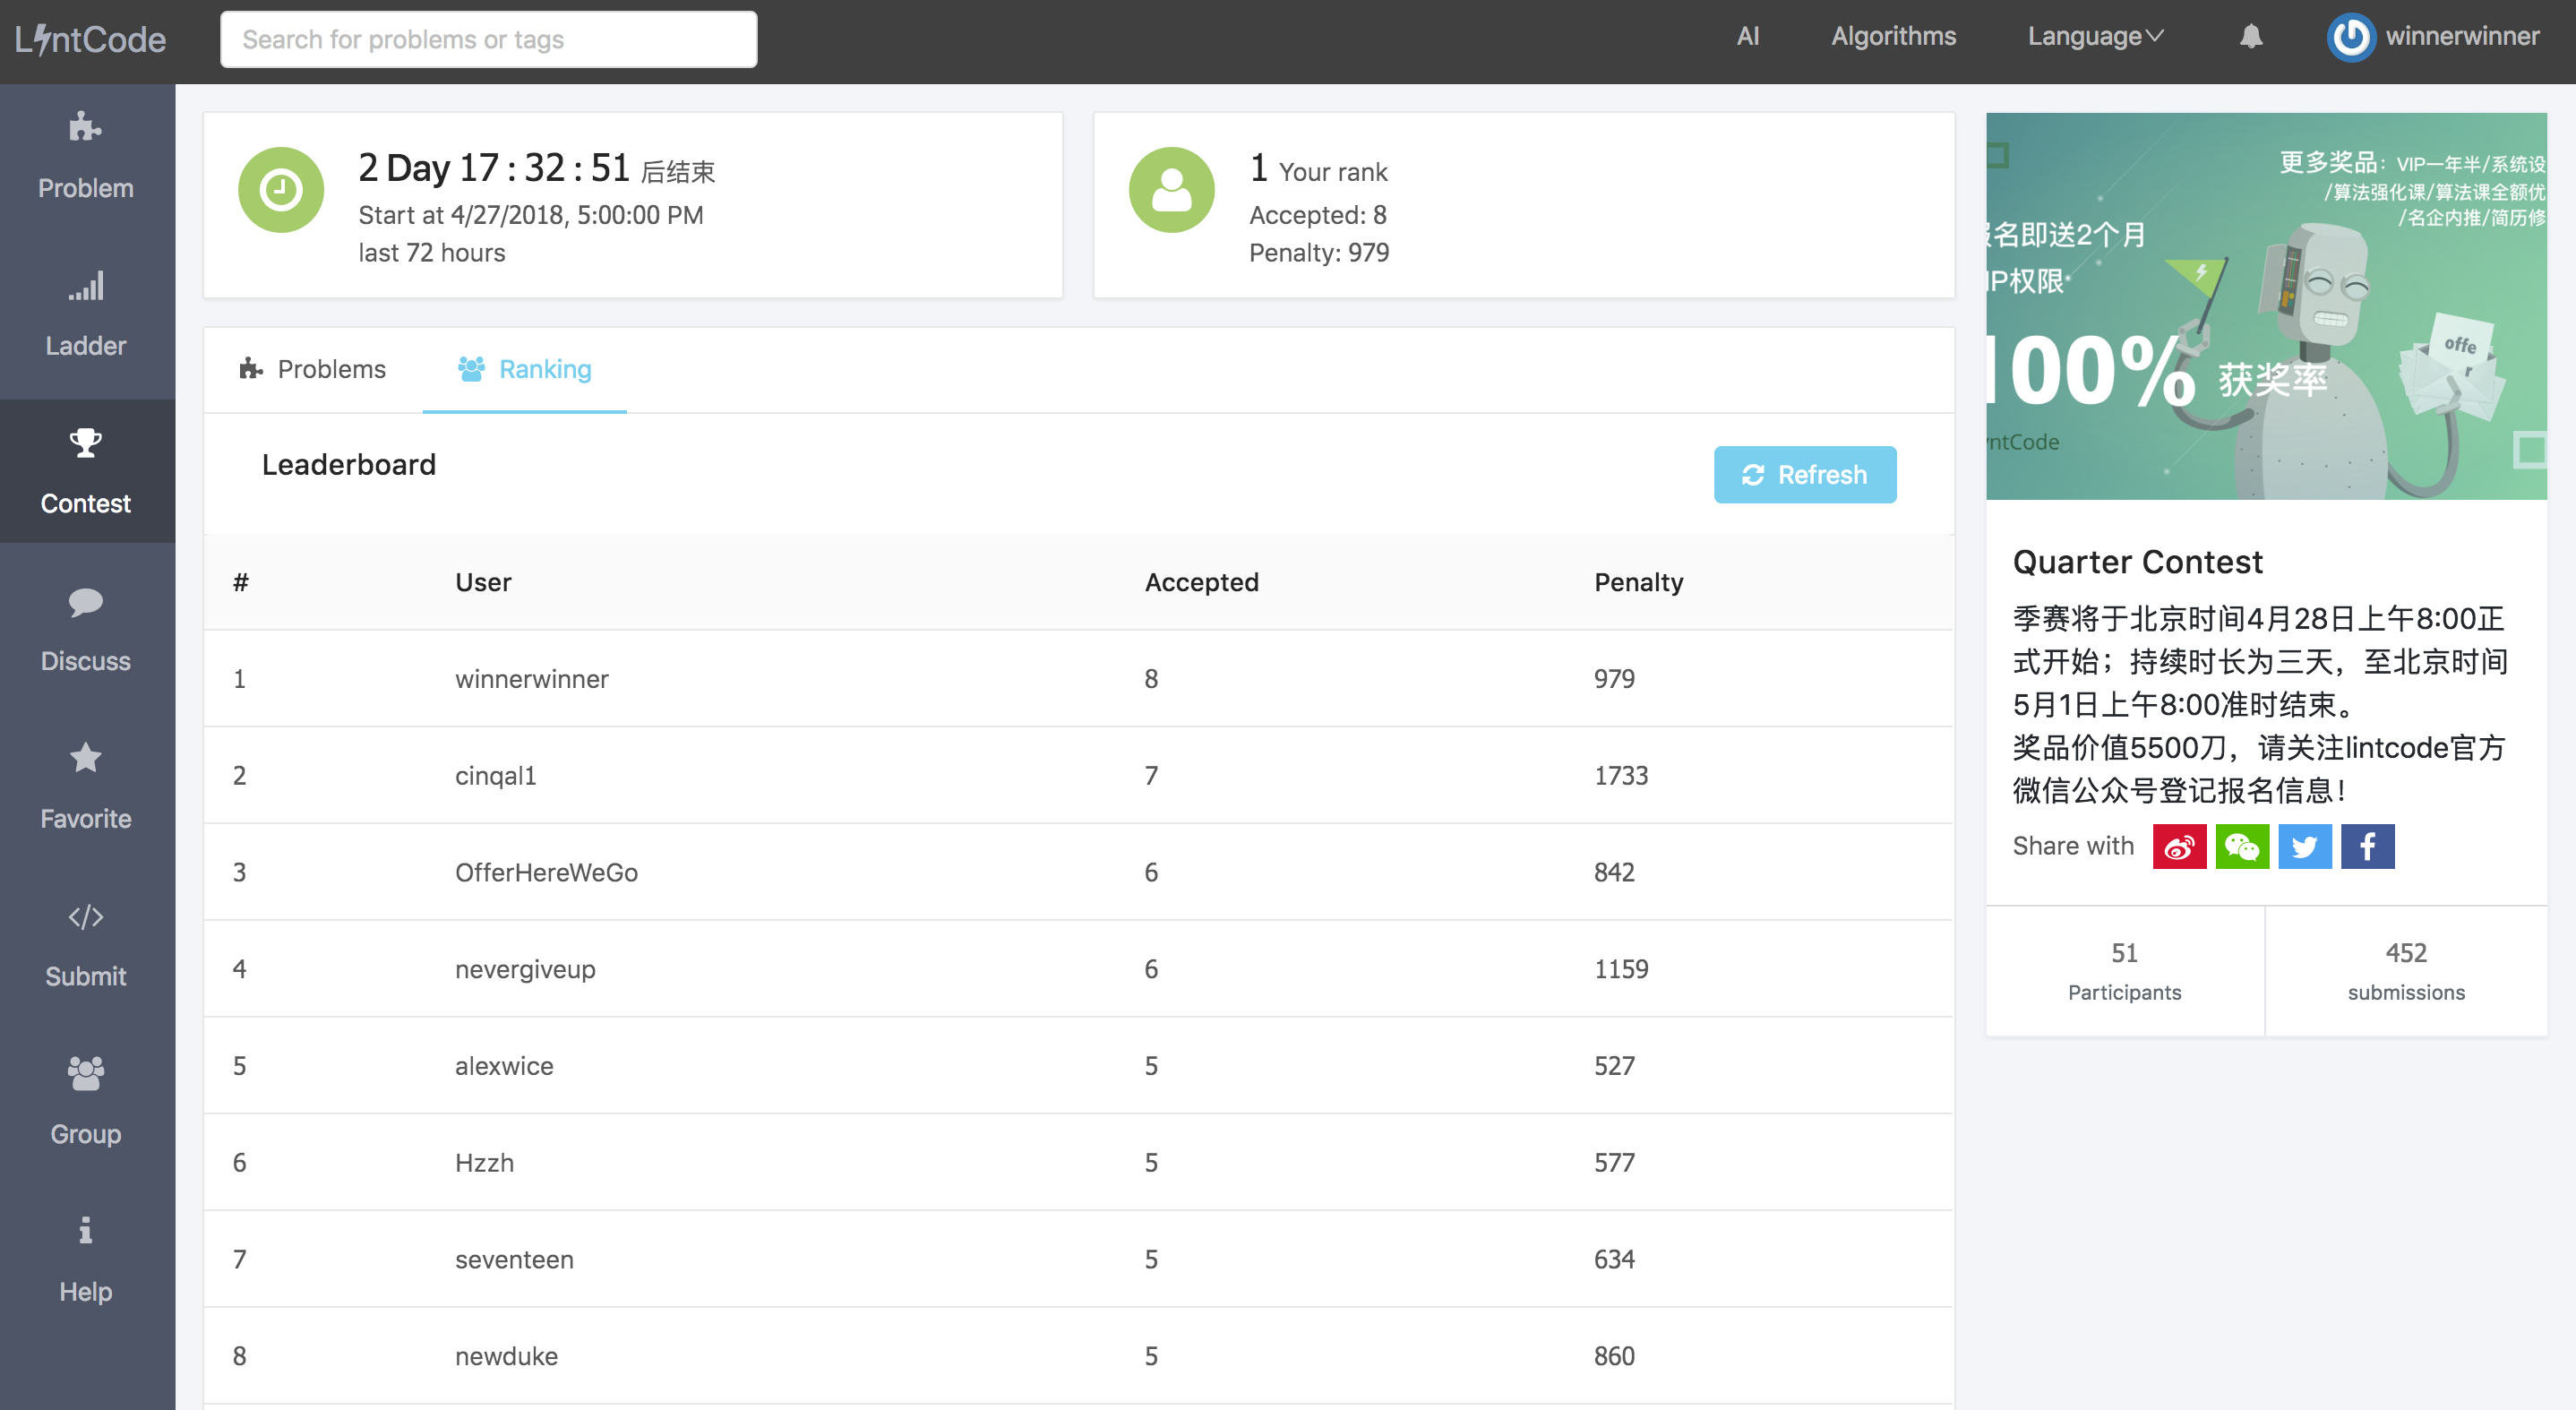 LintCode
Search for problems or tags
AI
Algorithms
Language
winnerwinner
Problem
Ladder
Contest
Discuss
Favorite
Submit
Group
Help
2 Day 17 : 32 : 51 后结束
Start at 4/27/2018, 5:00:00 PM
last 72 hours
1 Your rank
Accepted: 8
Penalty: 979
Problems
Ranking
Leaderboard
Refresh
# User Accepted Penalty
1 winnerwinner 8 979
2 cinqal1 7 1733
3 OfferHereWeGo 6 842
4 nevergiveup 6 1159
5 alexwice 5 527
6 Hzzh 5 577
7 seventeen 5 634
8 newduke 5 860
更多奖品：VIP一年半/系统设
/算法强化课/算法课全额优
/名企内推/简历修
名即送2个月
IP权限
100% 获奖率
offe
r
ntCode
Quarter Contest
季赛将于北京时间4月28日上午8:00正
式开始；持续时长为三天，至北京时间
5月1日上午8:00准时结束。
奖品价值5500刀，请关注lintcode官方
微信公众号登记报名信息！
Share with
51
Participants
452
submissions